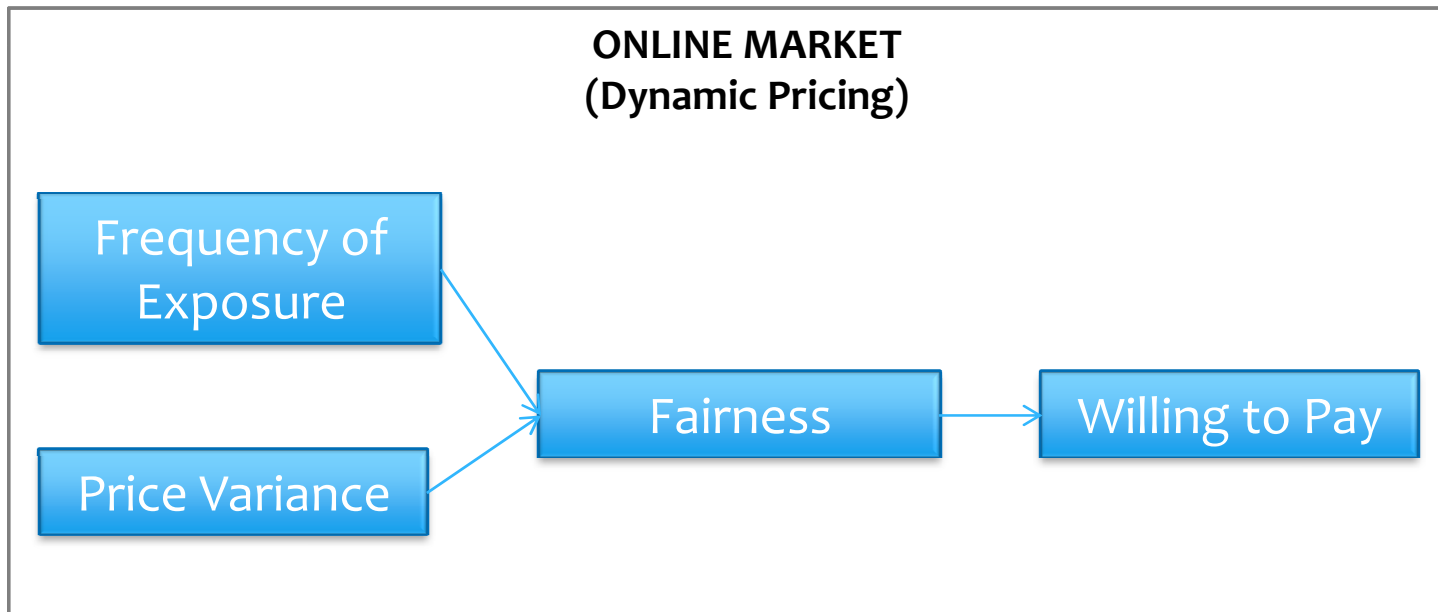 ONLINE MARKET
(Dynamic Pricing)
Frequency of
Exposure
Fairness
Willing to Pay
Price Variance